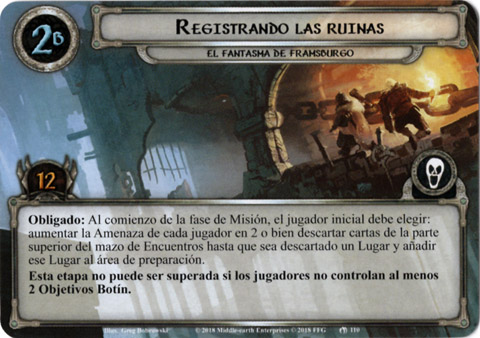 2B
REGISTRANDO LAS RUINAS
EL FANTASMA DE FRAMSBURGO
12
Obligado: Al comienzo de la fase de Misión, el jugador inicial debe elegir:
aumentar la Amenaza de cada jugador en 2 o bien descartar cartas de la parte
superior del mazo de Encuentros hasta que sea descartado un Lugar y añadir
ese Lugar al área de preparación.
Esta etapa no puede ser superada si los jugadores no controlan al menos
2 Objetivos Botín.
Illus. Greg Bobrowski
© 2018 Middle-earth Enterprises © 2018 FFG
110